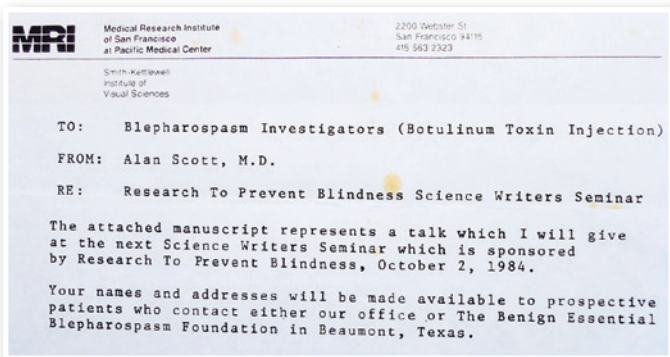 MRI
Medical Research Institute
of San Francisco
at Pacific Medical Center
2200 Webster St
San Francisco 94115
415 563 2323
Smith-Kettlewell
Institute of
Visual Sciences
TO: Blepharospasm Investigators (Botulinum Toxin Injection)
FROM: Alan Scott, M.D.
RE: Research To Prevent Blindness Science Writers Seminar
The attached manuscript represents a talk which I will give
at the next Science Writers Seminar which is sponsored
by Research To Prevent Blindness, October 2, 1984.
Your names and addresses will be made available to prospective
patients who contact either our office or The Benign Essential
Blepharospasm Foundation in Beaumont, Texas.